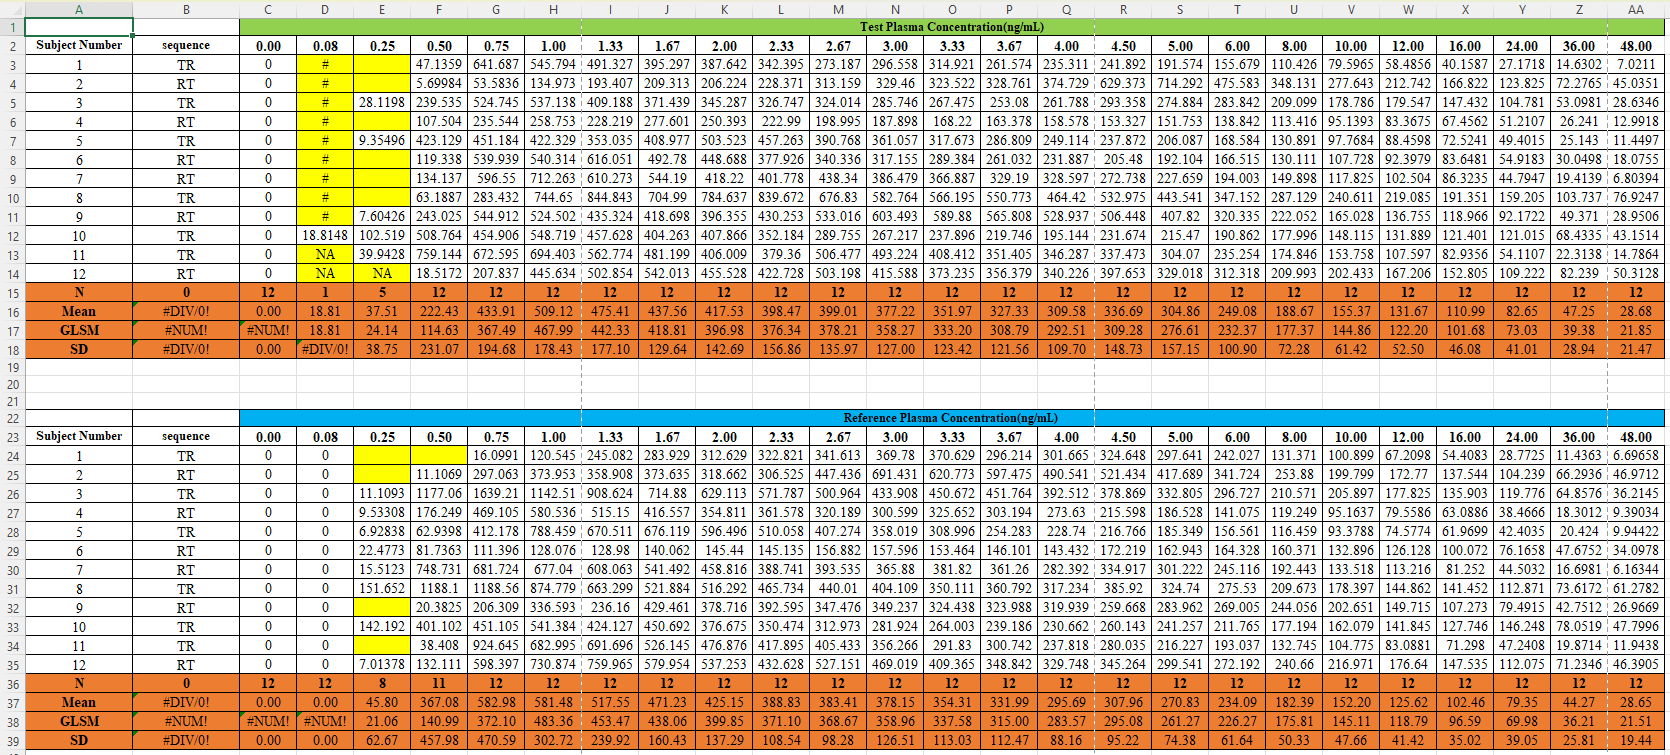 A B C D E F G H I J K L M N O P Q R S T U V W X Y Z AA
1 Test Plasma Concentration(ng/mL)
2 Subject Number sequence 0.00 0.08 0.25 0.50 0.75 1.00 1.33 1.67 2.00 2.33 2.67 3.00 3.33 3.67 4.00 4.50 5.00 6.00 8.00 10.00 12.00 16.00 24.00 36.00 48.00
3 1 TR 0 # 47.1359 641.687 545.794 491.327 395.297 387.642 342.395 273.187 296.558 314.921 261.574 235.311 241.892 191.574 155.679 110.426 79.5965 58.4856 40.1587 27.1718 14.6302 7.0211
4 2 RT 0 # 5.69984 53.5836 134.973 193.407 209.313 206.224 228.371 313.159 329.46 323.522 328.761 374.729 629.373 714.292 475.583 348.131 277.643 212.742 166.822 123.825 72.2765 45.0351
5 3 TR 0 # 28.1198 239.535 524.745 537.138 409.188 371.439 345.287 326.747 324.014 285.746 267.475 253.08 261.788 293.358 274.884 283.842 209.099 178.786 179.547 147.432 104.781 53.0981 28.6346
6 4 RT 0 # 107.504 235.544 258.753 228.219 277.601 250.393 222.99 198.995 187.898 168.22 163.378 158.578 153.327 151.753 138.842 113.416 95.1393 83.3675 67.4562 51.2107 26.241 12.9918
7 5 TR 0 # 9.35496 423.129 451.184 422.329 353.035 408.977 503.523 457.263 390.768 361.057 317.673 286.809 249.114 237.872 206.087 168.584 130.891 97.7684 88.4598 72.5241 49.4015 25.143 11.4497
8 6 RT 0 # 119.338 539.939 540.314 616.051 492.78 448.688 377.926 340.336 317.155 289.384 261.032 231.887 205.48 192.104 166.515 130.111 107.728 92.3979 83.6481 54.9183 30.0498 18.0755
9 7 RT 0 # 134.137 596.55 712.263 610.273 544.19 418.22 401.778 438.34 386.479 366.887 329.19 328.597 272.738 227.659 194.003 149.898 117.825 102.504 86.3235 44.7947 19.4139 6.80394
10 8 TR 0 # 63.1887 283.432 744.65 844.843 704.99 784.637 839.672 676.83 582.764 566.195 550.773 464.42 532.975 443.541 347.152 287.129 240.611 219.085 191.351 159.205 103.737 76.9247
11 9 RT 0 # 7.60426 243.025 544.912 524.502 435.324 418.698 396.355 430.253 533.016 603.493 589.88 565.808 528.937 506.448 407.82 320.335 222.052 165.028 136.755 118.966 92.1722 49.371 28.9506
12 10 TR 0 18.8148 102.519 508.764 454.906 548.719 457.628 404.263 407.866 352.184 289.755 267.217 237.896 219.746 195.144 231.674 215.47 190.862 177.996 148.115 131.889 121.401 121.015 68.4335 43.1514
13 11 TR 0 NA 39.9428 759.144 672.595 694.403 562.774 481.199 406.009 379.36 506.477 493.224 408.412 351.405 346.287 337.473 304.07 235.254 174.846 153.758 107.597 82.9356 54.1107 22.3138 14.7864
14 12 RT 0 NA NA 18.5172 207.837 445.634 502.854 542.013 455.528 422.728 503.198 415.588 373.235 356.379 340.226 397.653 329.018 312.318 209.993 202.433 167.206 152.805 109.222 82.239 50.3128
15 N 0 12 1 5 12 12 12 12 12 12 12 12 12 12 12 12 12 12 12 12 12 12 12 12 12 12
16 Mean #DIV/0! 0.00 18.81 37.51 222.43 433.91 509.12 475.41 437.56 417.53 398.47 399.01 377.22 351.97 327.33 309.58 336.69 304.86 249.08 188.67 155.37 131.67 110.99 82.65 47.25 28.68
17 GLSM #NUM! #NUM! 18.81 24.14 114.63 367.49 467.99 442.33 418.81 396.98 376.34 378.21 358.27 333.20 308.79 292.51 309.28 276.61 232.37 177.37 144.86 122.20 101.68 73.03 39.38 21.85
18 SD #DIV/0! 0.00 #DIV/0! 38.75 231.07 194.68 178.43 177.10 129.64 142.69 156.86 135.97 127.00 123.42 121.56 109.70 148.73 157.15 100.90 72.28 61.42 52.50 46.08 41.01 28.94 21.47
19
20
21
22 Reference Plasma Concentration(ng/mL)
23 Subject Number sequence 0.00 0.08 0.25 0.50 0.75 1.00 1.33 1.67 2.00 2.33 2.67 3.00 3.33 3.67 4.00 4.50 5.00 6.00 8.00 10.00 12.00 16.00 24.00 36.00 48.00
24 1 TR 0 0 16.0991 120.545 245.082 283.929 312.629 322.821 341.613 369.78 370.629 296.214 301.665 324.648 297.641 242.027 131.371 100.899 67.2098 54.4083 28.7725 11.4363 6.69658
25 2 RT 0 0 11.1069 297.063 373.953 358.908 373.635 318.662 306.525 447.436 691.431 620.773 597.475 490.541 521.434 417.689 341.724 253.88 199.799 172.77 137.544 104.239 66.2936 46.9712
26 3 TR 0 0 11.1093 1177.06 1639.21 1142.51 908.624 714.88 629.113 571.787 500.964 433.908 450.672 451.764 392.512 378.869 332.805 296.727 210.571 205.897 177.825 135.903 119.776 64.8576 36.2145
27 4 RT 0 0 9.53308 176.249 469.105 580.536 515.15 416.557 354.811 361.578 320.189 300.599 325.652 303.194 273.63 215.598 186.528 141.075 119.249 95.1637 79.5586 63.0886 38.4666 18.3012 9.39034
28 5 TR 0 0 6.92838 62.9398 412.178 788.459 670.511 676.119 596.496 510.058 407.274 358.019 308.996 254.283 228.74 216.766 185.349 156.561 116.459 93.3788 74.5774 61.9699 42.4035 20.424 9.94422
29 6 RT 0 0 22.4773 81.7363 111.396 128.076 128.98 140.062 145.44 145.135 156.882 157.596 153.464 146.101 143.432 172.219 162.943 164.328 160.371 132.896 126.128 100.072 76.1658 47.6752 34.0978
30 7 RT 0 0 15.5123 748.731 681.724 677.04 608.063 541.492 458.816 388.741 393.535 365.88 381.82 361.26 282.392 334.917 301.222 245.116 192.443 133.518 113.216 81.252 44.5032 16.6981 6.16344
31 8 TR 0 0 151.652 1188.1 1188.56 874.779 663.299 521.884 516.292 465.734 440.01 404.109 350.111 360.792 317.234 385.92 324.74 275.53 209.673 178.397 144.862 141.452 112.871 73.6172 61.2782
32 9 RT 0 0 20.3825 206.309 336.593 236.16 429.461 378.716 392.595 347.476 349.237 324.438 323.988 319.939 259.668 283.962 269.005 244.056 202.651 149.715 107.273 79.4915 42.7512 26.9669
33 10 TR 0 0 142.192 401.102 451.105 541.384 424.127 450.692 376.675 350.474 312.973 281.924 264.003 239.186 230.662 260.143 241.257 211.765 177.194 162.079 141.845 127.746 146.248 78.0519 47.7996
34 11 TR 0 0 38.408 924.645 682.995 691.696 526.145 476.876 417.895 405.433 356.266 291.83 300.742 237.818 280.035 216.227 193.037 132.745 104.775 83.0881 71.298 47.2408 19.8714 11.9438
35 12 RT 0 0 7.01378 132.111 598.397 730.874 759.965 579.954 537.253 432.628 527.151 469.019 409.365 348.842 329.748 345.264 299.541 272.192 240.66 216.971 176.64 147.535 112.075 71.2346 46.3905
36 N 0 12 12 8 11 12 12 12 12 12 12 12 12 12 12 12 12 12 12 12 12 12 12 12 12 12
37 Mean #DIV/0! 0.00 0.00 45.80 367.08 582.98 581.48 517.55 471.23 425.15 388.83 383.41 378.15 354.31 331.99 295.69 307.96 270.83 234.09 182.39 152.20 125.62 102.46 79.35 44.27 28.65
38 GLSM #NUM! #NUM! #NUM! 21.06 140.99 372.10 483.36 453.47 438.06 399.85 371.10 368.67 358.96 337.58 315.00 283.57 295.08 261.27 226.27 175.81 145.11 118.79 96.59 69.98 36.21 21.51
39 SD #DIV/0! 0.00 0.00 62.67 457.98 470.59 302.72 239.92 160.43 137.29 108.54 98.28 126.51 113.03 112.47 88.16 95.22 74.38 61.64 50.33 47.66 41.42 35.02 39.05 25.81 19.44